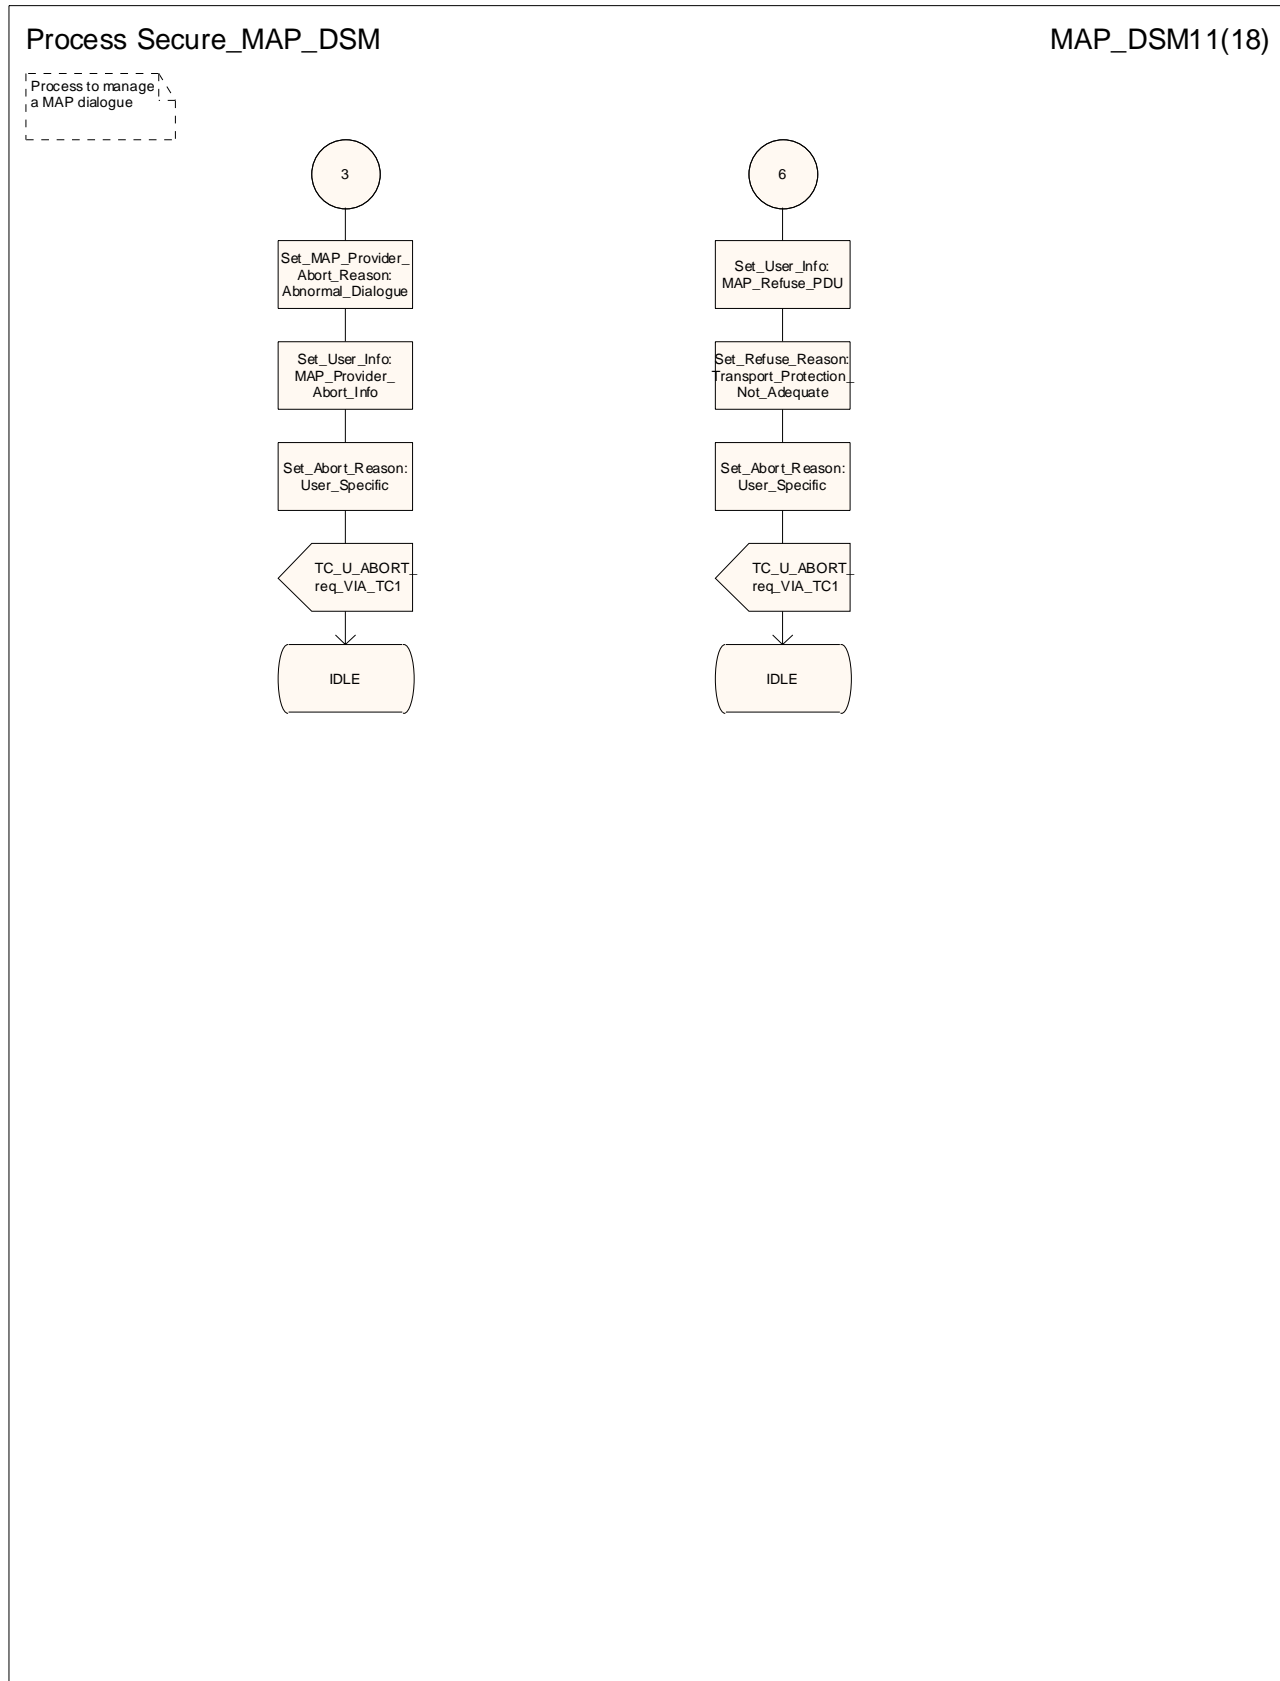 Process Secure_MAP_DSM
MAP_DSM11(18)
Process to manage
a MAP dialogue
3
Set_MAP_Provider_
Abort_Reason:
Abnormal_Dialogue
Set_User_Info:
MAP_Provider_
Abort_Info
Set_Abort_Reason:
User_Specific
TC_U_ABORT_
req_VIA_TC1
IDLE
6
Set_User_Info:
MAP_Refuse_PDU
Set_Refuse_Reason:
Transport_Protection_
Not_Adequate
Set_Abort_Reason:
User_Specific
TC_U_ABORT_
req_VIA_TC1
IDLE